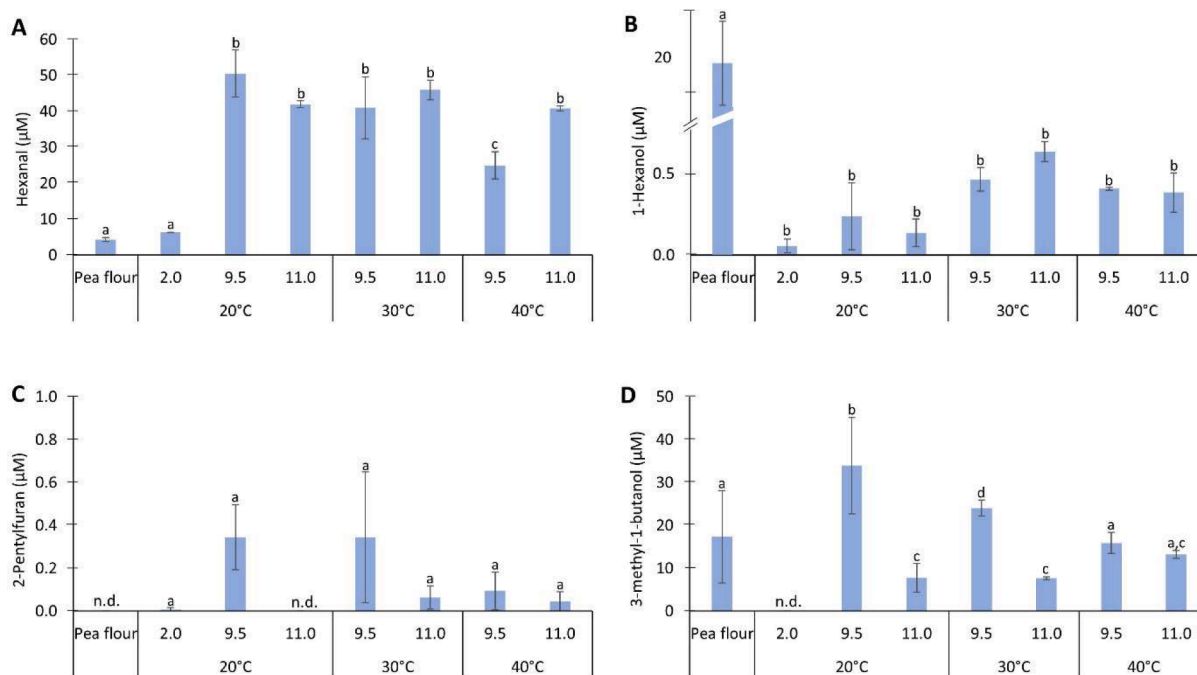 A
Hexanal (µM)
60
50
40
30
20
10
0
a
a
b
b
b
b
c
b
Pea flour 2.0 9.5 11.0 9.5 11.0 9.5 11.0
20°C 30°C 40°C
B
1-Hexanol (µM)
20
0.5
0.0
a
b
b
b
b
b
b
b
Pea flour 2.0 9.5 11.0 9.5 11.0 9.5 11.0
20°C 30°C 40°C
C
2-Pentylfuran (µM)
1.0
0.8
0.6
0.4
0.2
0.0
n.d.
a
a
n.d.
a
a
a
a
Pea flour 2.0 9.5 11.0 9.5 11.0 9.5 11.0
20°C 30°C 40°C
D
3-methyl-1-butanol (µM)
50
40
30
20
10
0
a
n.d.
b
c
d
c
a
a,c
Pea flour 2.0 9.5 11.0 9.5 11.0 9.5 11.0
20°C 30°C 40°C